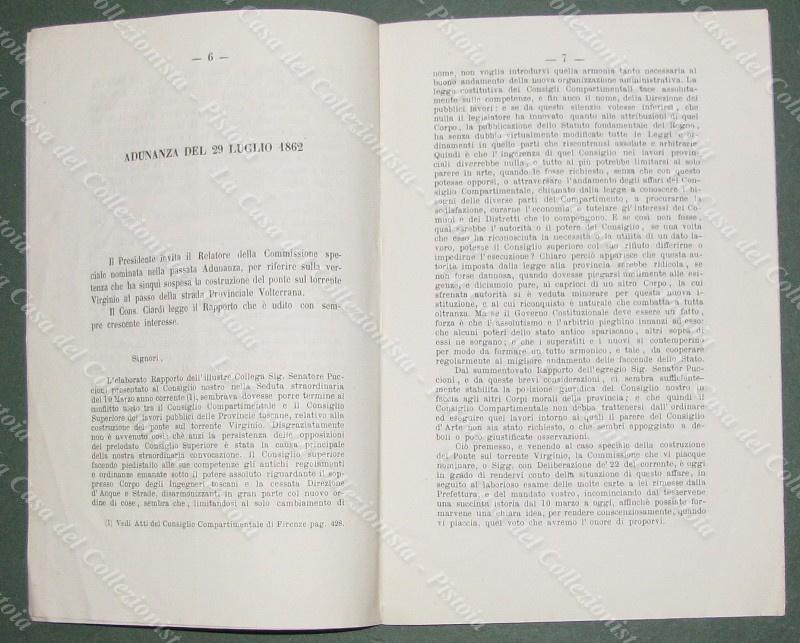 — 6 —
ADUNANZA DEL 29 LUGLIO 1862
Il Presidente invita il Relatore della Commissione spe-
ciale nominata nella passata Adunanza, per riferire sulla ver-
tenza che ha sinquì sospesa la costruzione del ponte sul torrente
Virginio al passo della strada Provinciale Volterrana.
Il Cons. Ciardi legge il Rapporto che è udito con sem-
pre crescente interesse.
Signori,
L'elaborato Rapporto dell'illustre Collega Sig. Senatore Puc-
cioni presentato al Consiglio nostro nella Seduta straordinaria
del 10 Marzo anno corrente (1), sembrava dovesse porre termine al
conflitto sorto tra il Consiglio Compartimentale e il Consiglio
Superiore dei lavori pubblici delle Provincie toscane, relativo alla
costruzione del ponte sul torrente Virginio. Disgraziatamente
non è avvenuto così; chè anzi la persistenza delle opposizioni
del prelodato Consiglio Superiore è stata la causa principale
della nostra straordinaria convocazione. Il Consiglio superiore
facendo piedistallo alle sue competenze gli antichi regolamenti
e ordinanze emanate sotto il potere assoluto riguardante il sop-
presso Corpo degli Ingegneri toscani e la cessata Direzione
d'Acque e Strade, disarmonizzanti in gran parte col nuovo or-
dine di cose, sembra che, limitandosi al solo cambiamento di
(1) Vedi Atti del Consiglio Compartimentale di Firenze pag. 428.
— 7 —
nome, non voglia introdurvi quella armonia tanto necessaria al
buono andamento della nuova organizzazione amministrativa. La
legge costitutiva dei Consigli Compartimentali tace assoluta-
mente sulle competenze, e fin anco il nome, della Direzione dei
pubblici lavori: e se da questo silenzio volesse inferirsi, che
nulla il legislatore ha innovato quanto alle attribuzioni di quel
Corpo, la pubblicazione dello Statuto fondamentale del Regno,
ha senza dubbio virtualmente modificate tutte le Leggi e or-
dinamenti in quelle parti che riscontransi assolute e arbitrarie
Quindi è che l'ingerenza di quel Consiglio nei lavori provin-
ciali diverrebbe nulla, o tutto al più potrebbe limitarsi al solo
parere in arte, quando le fosse richiesto, senza che con questo
potesse opporsi, o attraversare l'andamento degli affari del Con-
siglio Compartimentale, chiamato dalla legge a conoscere i bi-
sogni delle diverse parti del Compartimento, a procurarne la
sodisfazione, curarne l'economia e tutelare gl'Interessi dei Co-
muni e dei Distretti che lo compongono. E se così non fosse,
qual sarebbe l'autorità o il potere del Consiglio, se una volta
che esso ha riconosciuta la necessità o la utilità di un dato la-
voro, potesse il Consiglio superiore col suo rifiuto differirne o
impedirne l'esecuzione? Chiaro perciò apparisce che questa au-
torità imposta dalla legge alla provincia sarebbe ridicola, se
non forse dannosa, quando dovesse piegarsi umilmente alle esi-
genze, e diciamolo pure, ai capricci di un altro Corpo, la cui
sfrenata autorità si è veduta minorare per questa nuova i-
stituzione, e al cui riconquisto è naturale che combatta a tutta
oltranza. Ma se il Governo Costituzionale deve essere un fatto,
forza è che l'assolutismo e l'arbitrio pieghino innanzi ad esso:
che alcuni poteri dello stato antico spariscano, altri sopra di
essi ne sorgano; e che i superstiti e i nuovi si contemperino
per modo da formare un tutto armonico, e tale, da cooperare
regolarmente al migliore andamento delle faccende dello Stato.
Dal summentovato Rapporto dell'egregio Sig. Senator Puc-
cioni, e da queste brevi considerazioni, ci sembra sufficiente-
mente stabilita la posizione giuridica del Consiglio nostro in
faccia agli altri Corpi morali della provincia; e che quindi il
Consiglio Compartimentale non debba trattenersi dall'ordinare
ed eseguire quei lavori intorno ai quali il parere del Consiglio
d'Arte non sia stato richiesto, o che sembri appoggiato a de-
boli o poco giustificate osservazioni.
Ciò premesso, e venendo al caso speciale della costruzione
del Ponte sul torrente Virginio, la Commissione che vi piacque
nominare, o Sigg. con Deliberazione de' 22 del corrente, è oggi
in grado di rendervi conto della situazione di questo affare, in
seguito al laborioso esame delle molte carte a lei rimesse dalla
Prefettura, e del mandato vostro, incominciando dal tesservene
una succinta istoria dal 10 marzo a oggi, affinchè possiate for-
marvene una chiara idea, per rendere conscenziosamente, quando
vi piaccia, quel voto che avremo l'onore di proporvi.
Casa del Collezionista - Pistoia